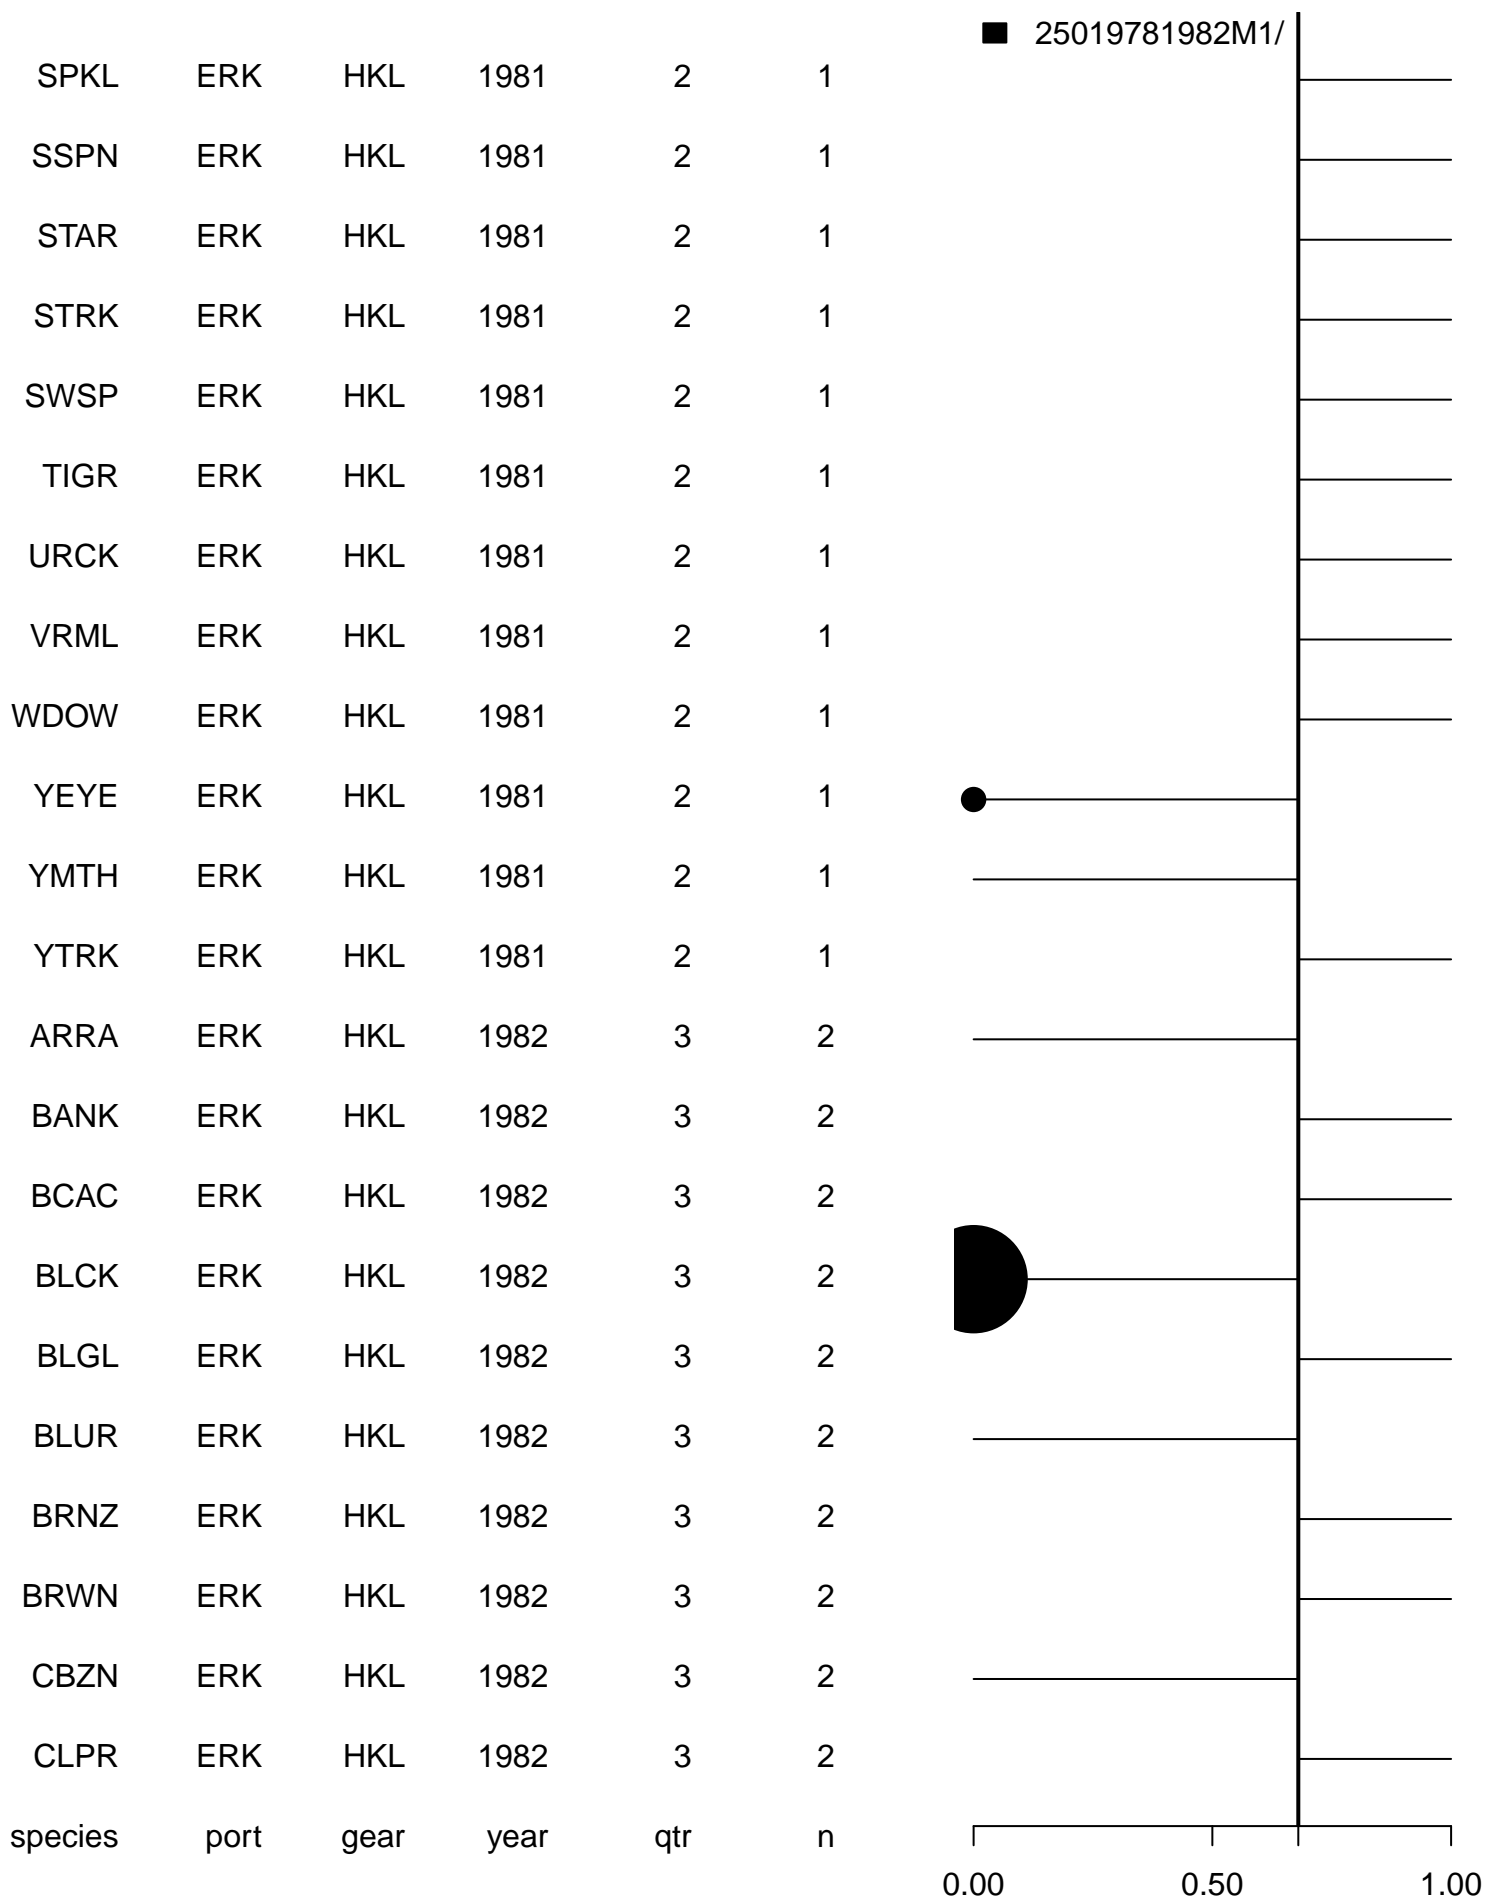 25019781982M1/
SPKL ERK HKL 1981 2 1
SSPN ERK HKL 1981 2 1
STAR ERK HKL 1981 2 1
STRK ERK HKL 1981 2 1
SWSP ERK HKL 1981 2 1
TIGR ERK HKL 1981 2 1
URCK ERK HKL 1981 2 1
VRML ERK HKL 1981 2 1
WDOW ERK HKL 1981 2 1
YEYE ERK HKL 1981 2 1
YMTH ERK HKL 1981 2 1
YTRK ERK HKL 1981 2 1
ARRA ERK HKL 1982 3 2
BANK ERK HKL 1982 3 2
BCAC ERK HKL 1982 3 2
BLCK ERK HKL 1982 3 2
BLGL ERK HKL 1982 3 2
BLUR ERK HKL 1982 3 2
BRNZ ERK HKL 1982 3 2
BRWN ERK HKL 1982 3 2
CBZN ERK HKL 1982 3 2
CLPR ERK HKL 1982 3 2
species port gear year qtr n
0.00 0.50 1.00